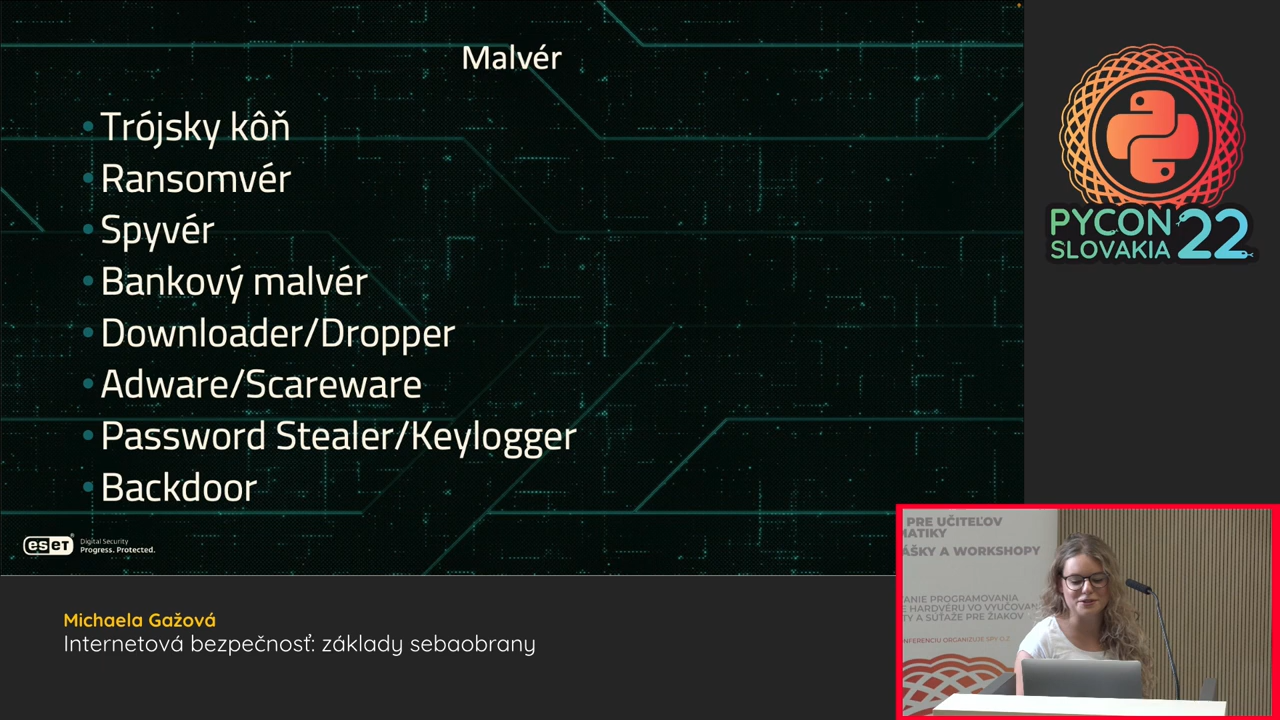 Malvér
Trójsky kôň
Ransomvér
Spyvér
Bankový malvér
Downloader/Dropper
Adware/Scareware
Password Stealer/Keylogger
Backdoor
eset
Digital Security
Progress. Protected.
PYCON
SLOVAKIA
22
PRE UČITEĽOV
MATIKY
ÁŠKY A WORKSHOPY
ANIE PROGRAMOVANIA
E HARDVÉRU VO VYUČOVAN
TY A SÚŤAŽE PRE ŽIAKOV
ONFERENCIU ORGANIZUJE SPY O.Z.
Michaela Gažová
Internetová bezpečnosť: základy sebaobrany